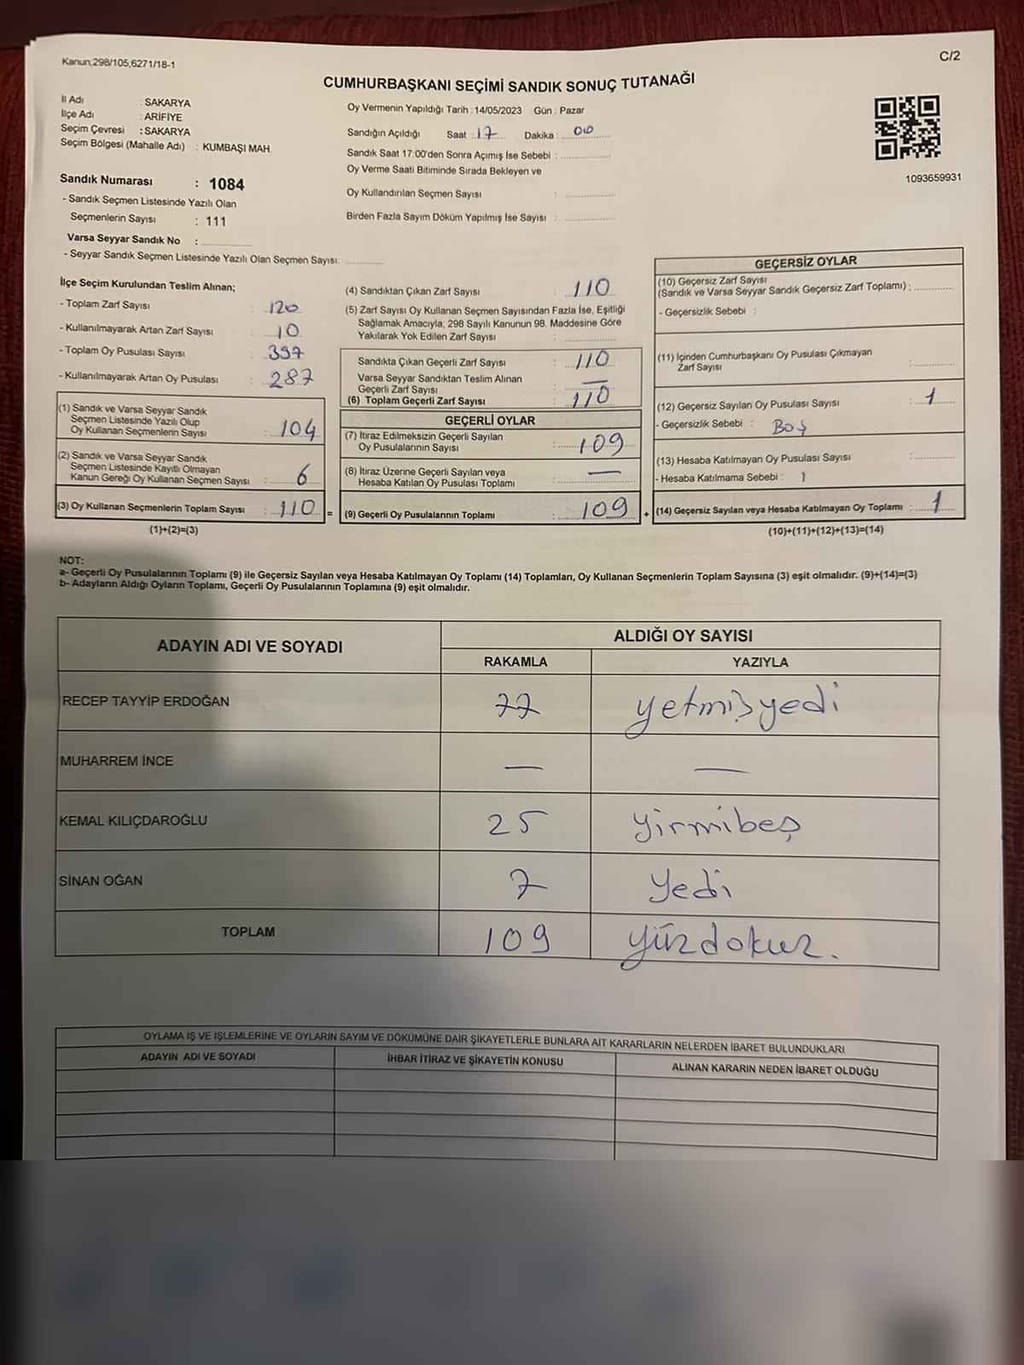 Kanun;298/105,6271/18-1
C/2
CUMHURBAŞKANI SEÇİMİ SANDIK SONUÇ TUTANAĞI
İl Adı : SAKARYA
İlçe Adı : ARİFİYE
Seçim Çevresi : SAKARYA
Seçim Bölgesi (Mahalle Adı) : KUMBAŞI MAH.
Sandık Numarası : 1084
- Sandık Seçmen Listesinde Yazılı Olan
Seçmenlerin Sayısı : 111
Varsa Seyyar Sandık No :
- Seyyar Sandık Seçmen Listesinde Yazılı Olan Seçmen Sayısı:
Oy Vermenin Yapıldığı Tarih : 14/05/2023 Gün : Pazar
Sandığın Açıldığı Saat : 17 Dakika : 00
Sandık Saat 17:00'den Sonra Açımış İse Sebebi :
Oy Verme Saati Bitiminde Sırada Bekleyen ve
Oy Kullandırılan Seçmen Sayısı :
Birden Fazla Sayım Döküm Yapılmış İse Sayısı :
1093659931
İlçe Seçim Kurulundan Teslim Alınan;
- Toplam Zarf Sayısı : 120
- Kullanılmayarak Artan Zarf Sayısı : 10
- Toplam Oy Pusulası Sayısı : 397
- Kullanılmayarak Artan Oy Pusulası : 287
(1) Sandık ve Varsa Seyyar Sandık
Seçmen Listesinde Yazılı Olup
Oy Kullanan Seçmenlerin Sayısı : 104
(2) Sandık ve Varsa Seyyar Sandık
Seçmen Listesinde Kayıtlı Olmayan
Kanun Gereği Oy Kullanan Seçmen Sayısı : 6
(3) Oy Kullanan Seçmenlerin Toplam Sayısı : 110 =
(1)+(2)=(3)
(4) Sandıktan Çıkan Zarf Sayısı : 110
(5) Zarf Sayısı Oy Kullanan Seçmen Sayısından Fazla İse, Eşitliği
Sağlamak Amacıyla, 298 Sayılı Kanunun 98. Maddesine Göre
Yakılarak Yok Edilen Zarf Sayısı :
Sandıkta Çıkan Geçerli Zarf Sayısı : 110
Varsa Seyyar Sandıktan Teslim Alınan
Geçerli Zarf Sayısı : —
(6) Toplam Geçerli Zarf Sayısı : 110
GEÇERLİ OYLAR
(7) İtiraz Edilmeksizin Geçerli Sayılan
Oy Pusulalarının Sayısı : 109
(8) İtiraz Üzerine Geçerli Sayılan veya
Hesaba Katılan Oy Pusulası Toplamı : —
(9) Geçerli Oy Pusulalarının Toplamı : 109 +
GEÇERSİZ OYLAR
(10) Geçersiz Zarf Sayısı
(Sandık ve Varsa Seyyar Sandık Geçersiz Zarf Toplamı) :
- Geçersizlik Sebebi :
(11) İçinden Cumhurbaşkanı Oy Pusulası Çıkmayan
Zarf Sayısı :
(12) Geçersiz Sayılan Oy Pusulası Sayısı : 1
- Geçersizlik Sebebi : Boş
(13) Hesaba Katılmayan Oy Pusulası Sayısı :
- Hesaba Katılmama Sebebi :
(14) Geçersiz Sayılan veya Hesaba Katılmayan Oy Toplamı : 1
(10)+(11)+(12)+(13)=(14)
NOT:
a- Geçerli Oy Pusulalarının Toplamı (9) ile Geçersiz Sayılan veya Hesaba Katılmayan Oy Toplamı (14) Toplamları, Oy Kullanan Seçmenlerin Toplam Sayısına (3) eşit olmalıdır. (9)+(14)=(3)
b- Adayların Aldığı Oyların Toplamı, Geçerli Oy Pusulalarının Toplamına (9) eşit olmalıdır.
ADAYIN ADI VE SOYADI ALDIĞI OY SAYISI
RAKAMLA YAZIYLA
RECEP TAYYİP ERDOĞAN 77 yetmişyedi
MUHARREM İNCE — —
KEMAL KILIÇDAROĞLU 25 yirmibeş
SİNAN OĞAN 7 yedi
TOPLAM 109 yüzdokuz.
OYLAMA İŞ VE İŞLEMLERİNE VE OYLARIN SAYIM VE DÖKÜMÜNE DAİR ŞİKAYETLERLE BUNLARA AİT KARARLARIN NELERDEN İBARET BULUNDUKLARI
ADAYIN ADI VE SOYADI İHBAR İTİRAZ VE ŞİKAYETİN KONUSU ALINAN KARARIN NEDEN İBARET OLDUĞU